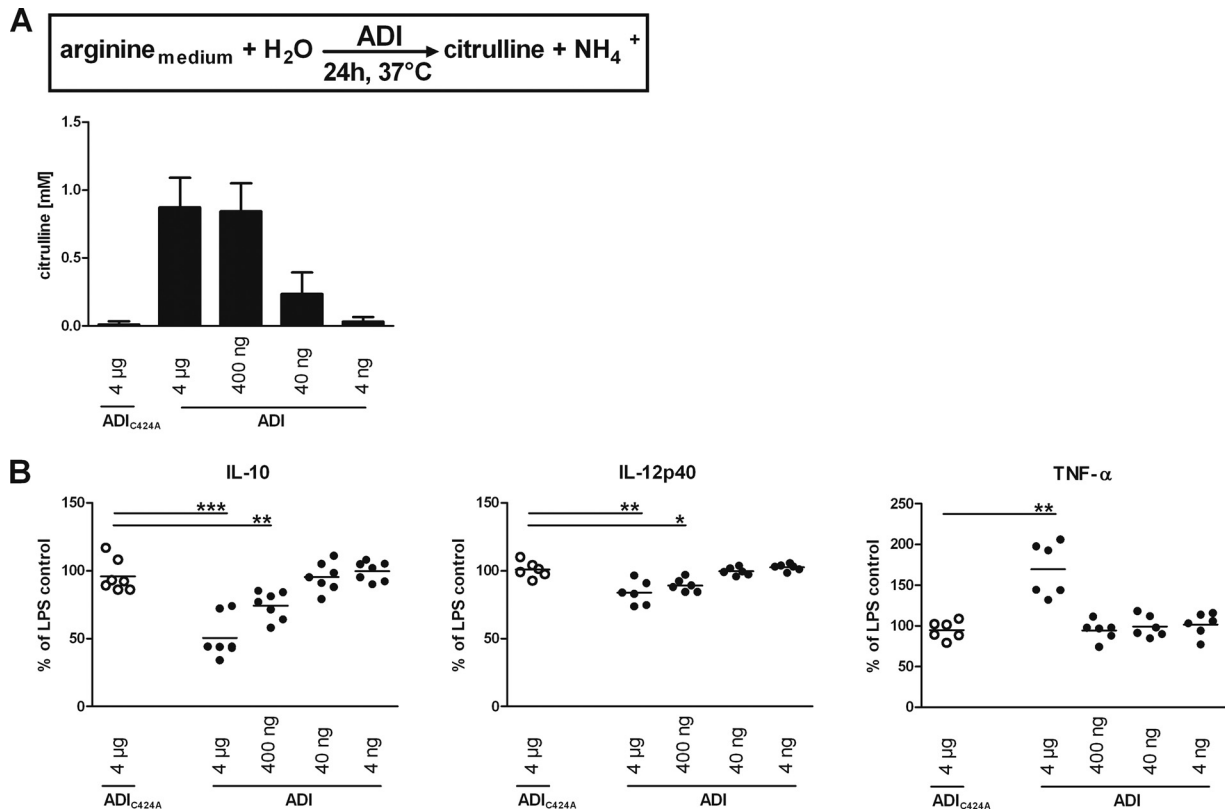 A
arginine medium + H2O ADI citrulline + NH4 +
24h, 37°C
1.5
1.0
0.5
0.0
citrulline [mM]
4 µg
4 µg
400 ng
40 ng
4 ng
ADIC424A
ADI
B
IL-10
150
100
50
0
% of LPS control
***
**
4 µg
4 µg
400 ng
40 ng
4 ng
ADIC424A
ADI
IL-12p40
150
100
50
0
% of LPS control
**
*
4 µg
4 µg
400 ng
40 ng
4 ng
ADIC424A
ADI
TNF-α
250
200
150
100
50
0
% of LPS control
**
4 µg
4 µg
400 ng
40 ng
4 ng
ADIC424A
ADI